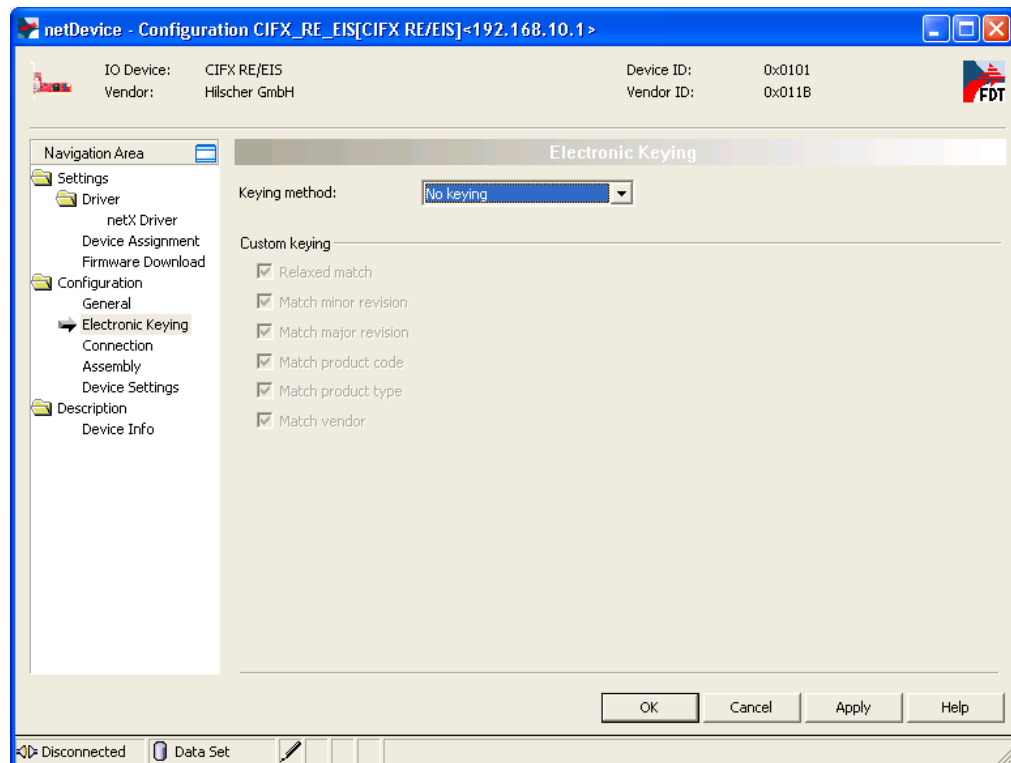 netDevice - Configuration CIFX_RE_EIS[CIFX RE/EIS]<192.168.10.1>
IO Device: CIFX RE/EIS Device ID: 0x0101
Vendor: Hilscher GmbH Vendor ID: 0x011B
FDT
Navigation Area
Electronic Keying
Settings
Driver
netX Driver
Device Assignment
Firmware Download
Configuration
General
Electronic Keying
Connection
Assembly
Device Settings
Description
Device Info
Keying method: No keying
Custom keying
Relaxed match
Match minor revision
Match major revision
Match product code
Match product type
Match vendor
OK Cancel Apply Help
Disconnected Data Set